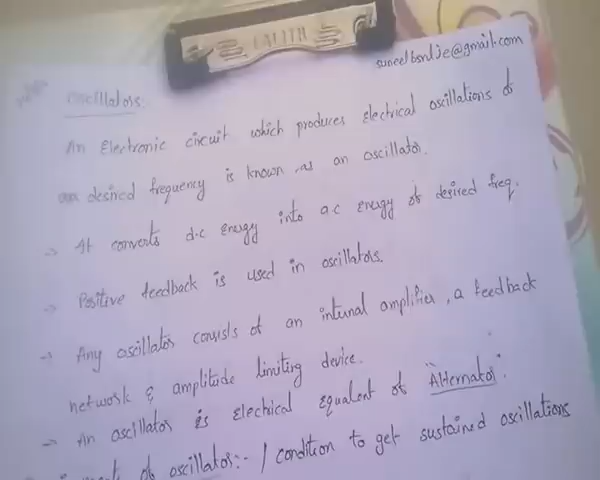 suneelbondje@gmail.com
Oscillators:
An Electronic circuit which produces Electrical oscillations of
desired frequency is known as an oscillator.
→ It converts d.c Energy into a.c Energy of desired freq.
→ Positive feedback is used in oscillators.
→ Any oscillator consists of an internal amplifier, a feedback
network & amplitude limiting device.
→ An oscillator is Electrical Equalent of "Alternator".
of oscillator:- / condition to get sustained oscillations